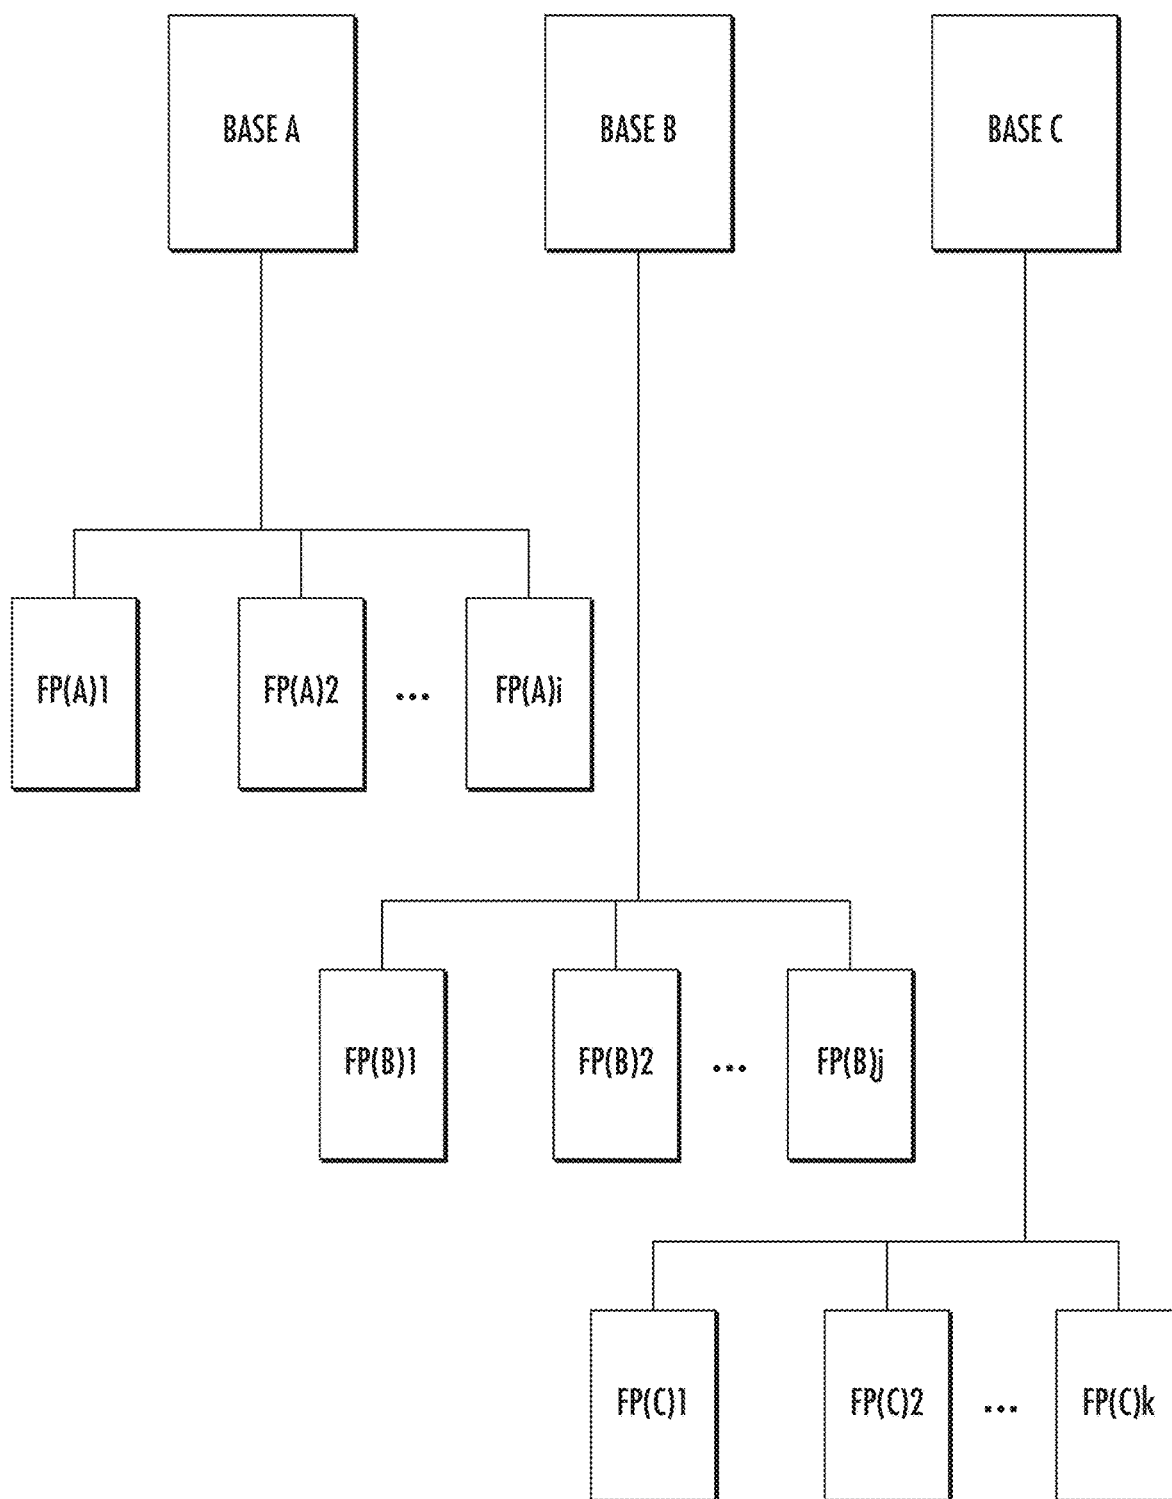 BASE A BASE B BASE C
FP(A)1 FP(A)2 ... FP(A)i
FP(B)1 FP(B)2 ... FP(B)j
FP(C)1 FP(C)2 ... FP(C)k